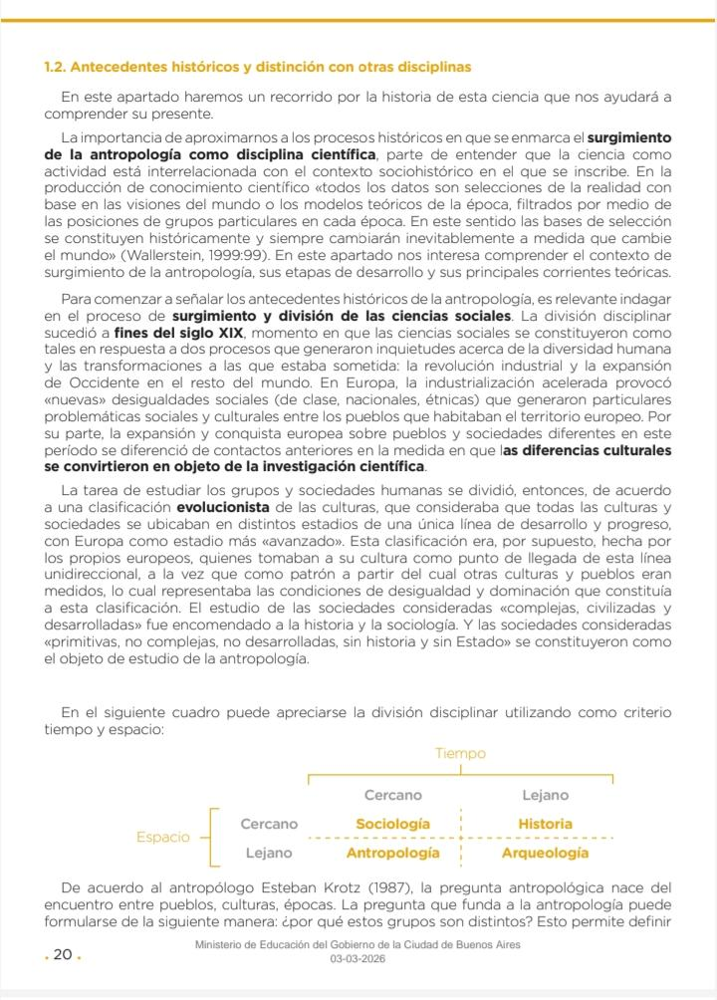 1.2. Antecedentes históricos y distinción con otras disciplinas
En este apartado haremos un recorrido por la historia de esta ciencia que nos ayudará a
comprender su presente.
La importancia de aproximarnos a los procesos históricos en que se enmarca el surgimiento
de la antropología como disciplina científica, parte de entender que la ciencia como
actividad está interrelacionada con el contexto sociohistórico en el que se inscribe. En la
producción de conocimiento científico «todos los datos son selecciones de la realidad con
base en las visiones del mundo o los modelos teóricos de la época, filtrados por medio de
las posiciones de grupos particulares en cada época. En este sentido las bases de selección
se constituyen históricamente y siempre cambiarán inevitablemente a medida que cambie
el mundo» (Wallerstein, 1999:99). En este apartado nos interesa comprender el contexto de
surgimiento de la antropología, sus etapas de desarrollo y sus principales corrientes teóricas.
Para comenzar a señalar los antecedentes históricos de la antropología, es relevante indagar
en el proceso de surgimiento y división de las ciencias sociales. La división disciplinar
sucedió a fines del siglo XIX, momento en que las ciencias sociales se constituyeron como
tales en respuesta a dos procesos que generaron inquietudes acerca de la diversidad humana
y las transformaciones a las que estaba sometida: la revolución industrial y la expansión
de Occidente en el resto del mundo. En Europa, la industrialización acelerada provocó
«nuevas» desigualdades sociales (de clase, nacionales, étnicas) que generaron particulares
problemáticas sociales y culturales entre los pueblos que habitaban el territorio europeo. Por
su parte, la expansión y conquista europea sobre pueblos y sociedades diferentes en este
período se diferenció de contactos anteriores en la medida en que las diferencias culturales
se convirtieron en objeto de la investigación científica.
La tarea de estudiar los grupos y sociedades humanas se dividió, entonces, de acuerdo
a una clasificación evolucionista de las culturas, que consideraba que todas las culturas y
sociedades se ubicaban en distintos estadios de una única línea de desarrollo y progreso,
con Europa como estadio más «avanzado». Esta clasificación era, por supuesto, hecha por
los propios europeos, quienes tomaban a su cultura como punto de llegada de esta línea
unidireccional, a la vez que como patrón a partir del cual otras culturas y pueblos eran
medidos, lo cual representaba las condiciones de desigualdad y dominación que constituía
a esta clasificación. El estudio de las sociedades consideradas «complejas, civilizadas y
desarrolladas» fue encomendado a la historia y la sociología. Y las sociedades consideradas
«primitivas, no complejas, no desarrolladas, sin historia y sin Estado» se constituyeron como
el objeto de estudio de la antropología.
En el siguiente cuadro puede apreciarse la división disciplinar utilizando como criterio
tiempo y espacio:
Tiempo
Cercano Lejano
Cercano Sociología Historia
Espacio
Lejano Antropología Arqueología
De acuerdo al antropólogo Esteban Krotz (1987), la pregunta antropológica nace del
encuentro entre pueblos, culturas, épocas. La pregunta que funda a la antropología puede
formularse de la siguiente manera: ¿por qué estos grupos son distintos? Esto permite definir
. 20 .
Ministerio de Educación del Gobierno de la Ciudad de Buenos Aires
03-03-2026